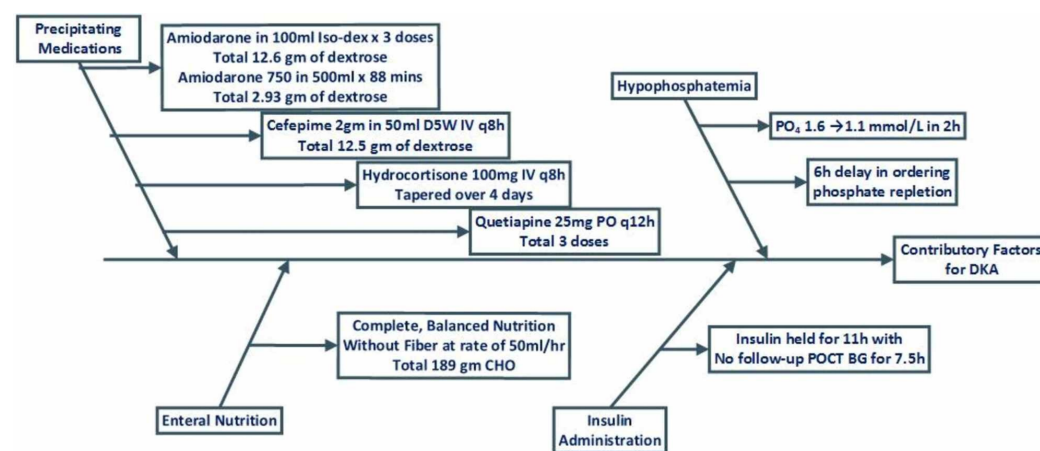 Precipitating
Medications
Amiodarone in 100ml Iso-dex x 3 doses
Total 12.6 gm of dextrose
Amiodarone 750 in 500ml x 88 mins
Total 2.93 gm of dextrose
Cefepime 2gm in 50ml D5W IV q8h
Total 12.5 gm of dextrose
Hydrocortisone 100mg IV q8h
Tapered over 4 days
Quetiapine 25mg PO q12h
Total 3 doses
Hypophosphatemia
PO₄ 1.6 →1.1 mmol/L in 2h
6h delay in ordering
phosphate repletion
Contributory Factors
for DKA
Complete, Balanced Nutrition
Without Fiber at rate of 50ml/hr
Total 189 gm CHO
Enteral Nutrition
Insulin held for 11h with
No follow-up POCT BG for 7.5h
Insulin
Administration